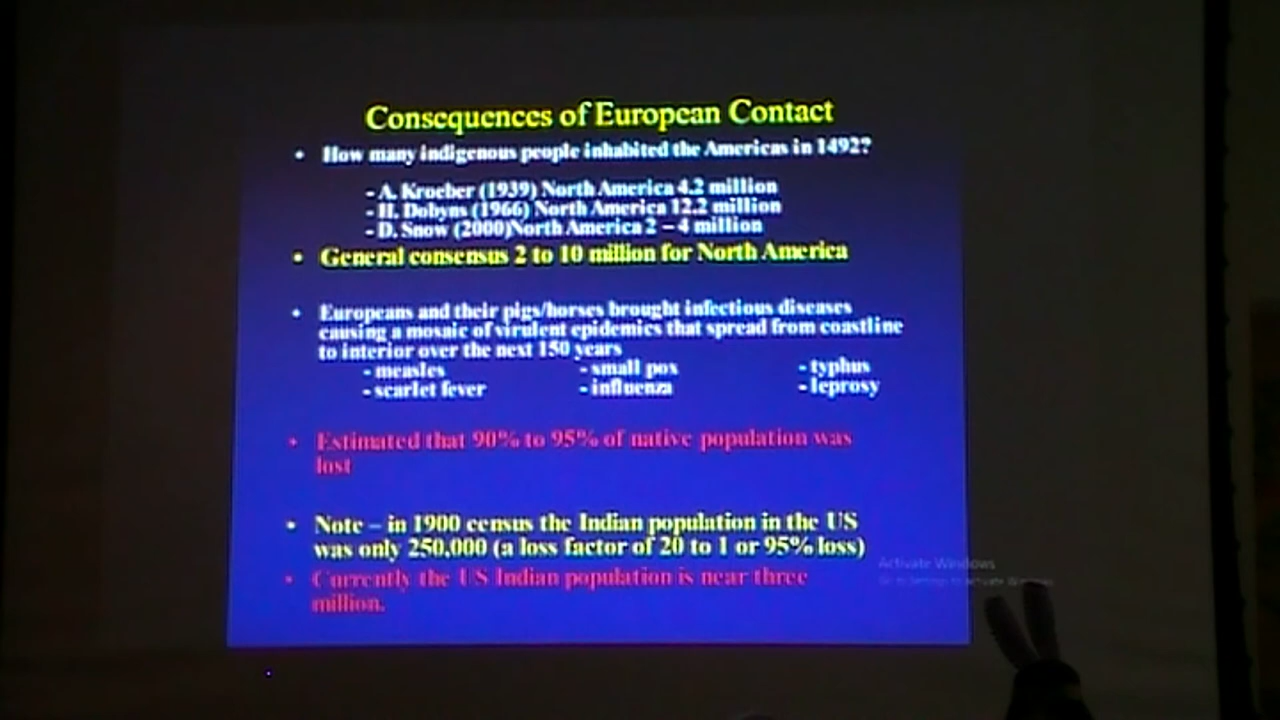 Consequences of European Contact
• How many indigenous people inhabited the Americas in 1492?
- A. Kroeber (1939) North America 4.2 million
- H. Dobyns (1966) North America 12.2 million
- D. Snow (2000)North America 2 – 4 million
• General consensus 2 to 10 million for North America
• Europeans and their pigs/horses brought infectious diseases
causing a mosaic of virulent epidemics that spread from coastline
to interior over the next 150 years
- measles - small pox - typhus
- scarlet fever - influenza - leprosy
• Estimated that 90% to 95% of native population was
lost
• Note – in 1900 census the Indian population in the US
was only 250,000 (a loss factor of 20 to 1 or 95% loss)
• Currently the US Indian population is near three
million.
Activate Windows
Go to Settings to activate Windows.